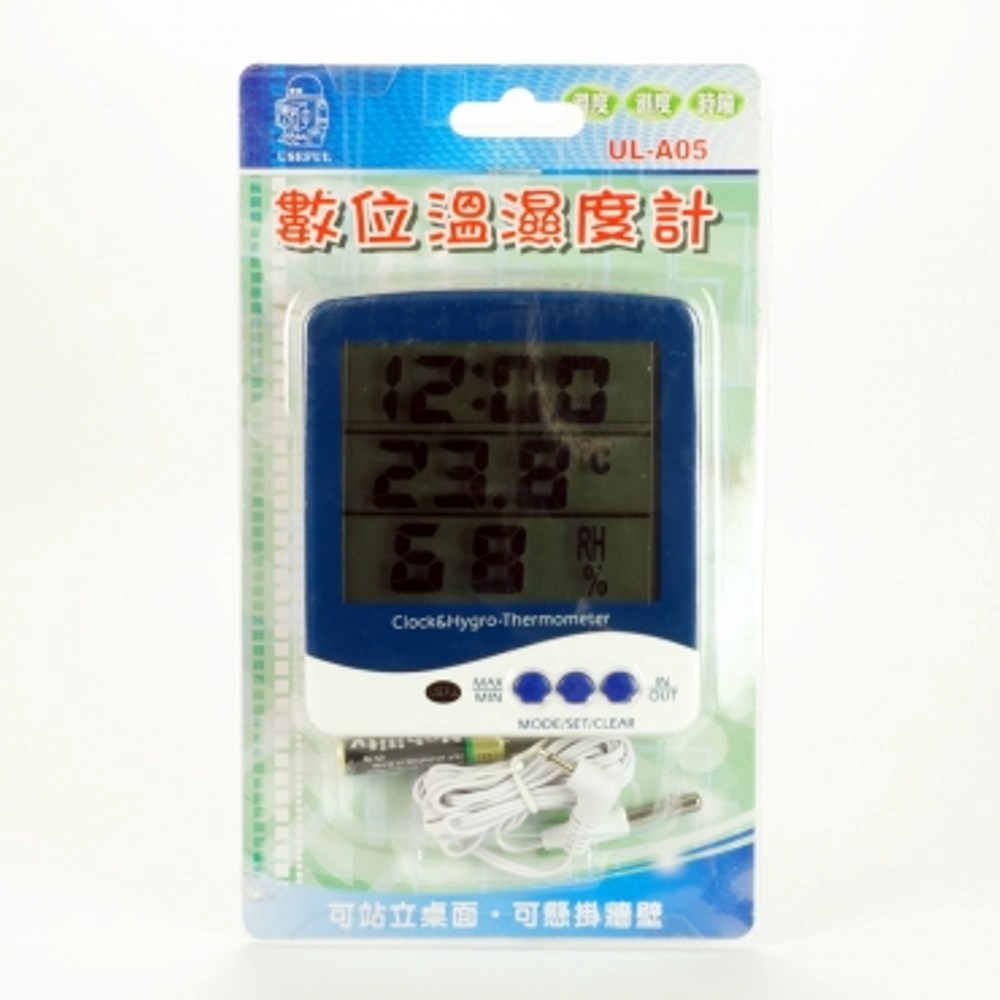 溫度 濕度 時鐘
USEFUL
UL-A05
數位溫濕度計
12:00
23.8 °C
68 RH %
Clock&Hygro-Thermometer
MAX MIN
IN OUT
MODE/SET/CLEAR
可站立桌面・可懸掛牆壁